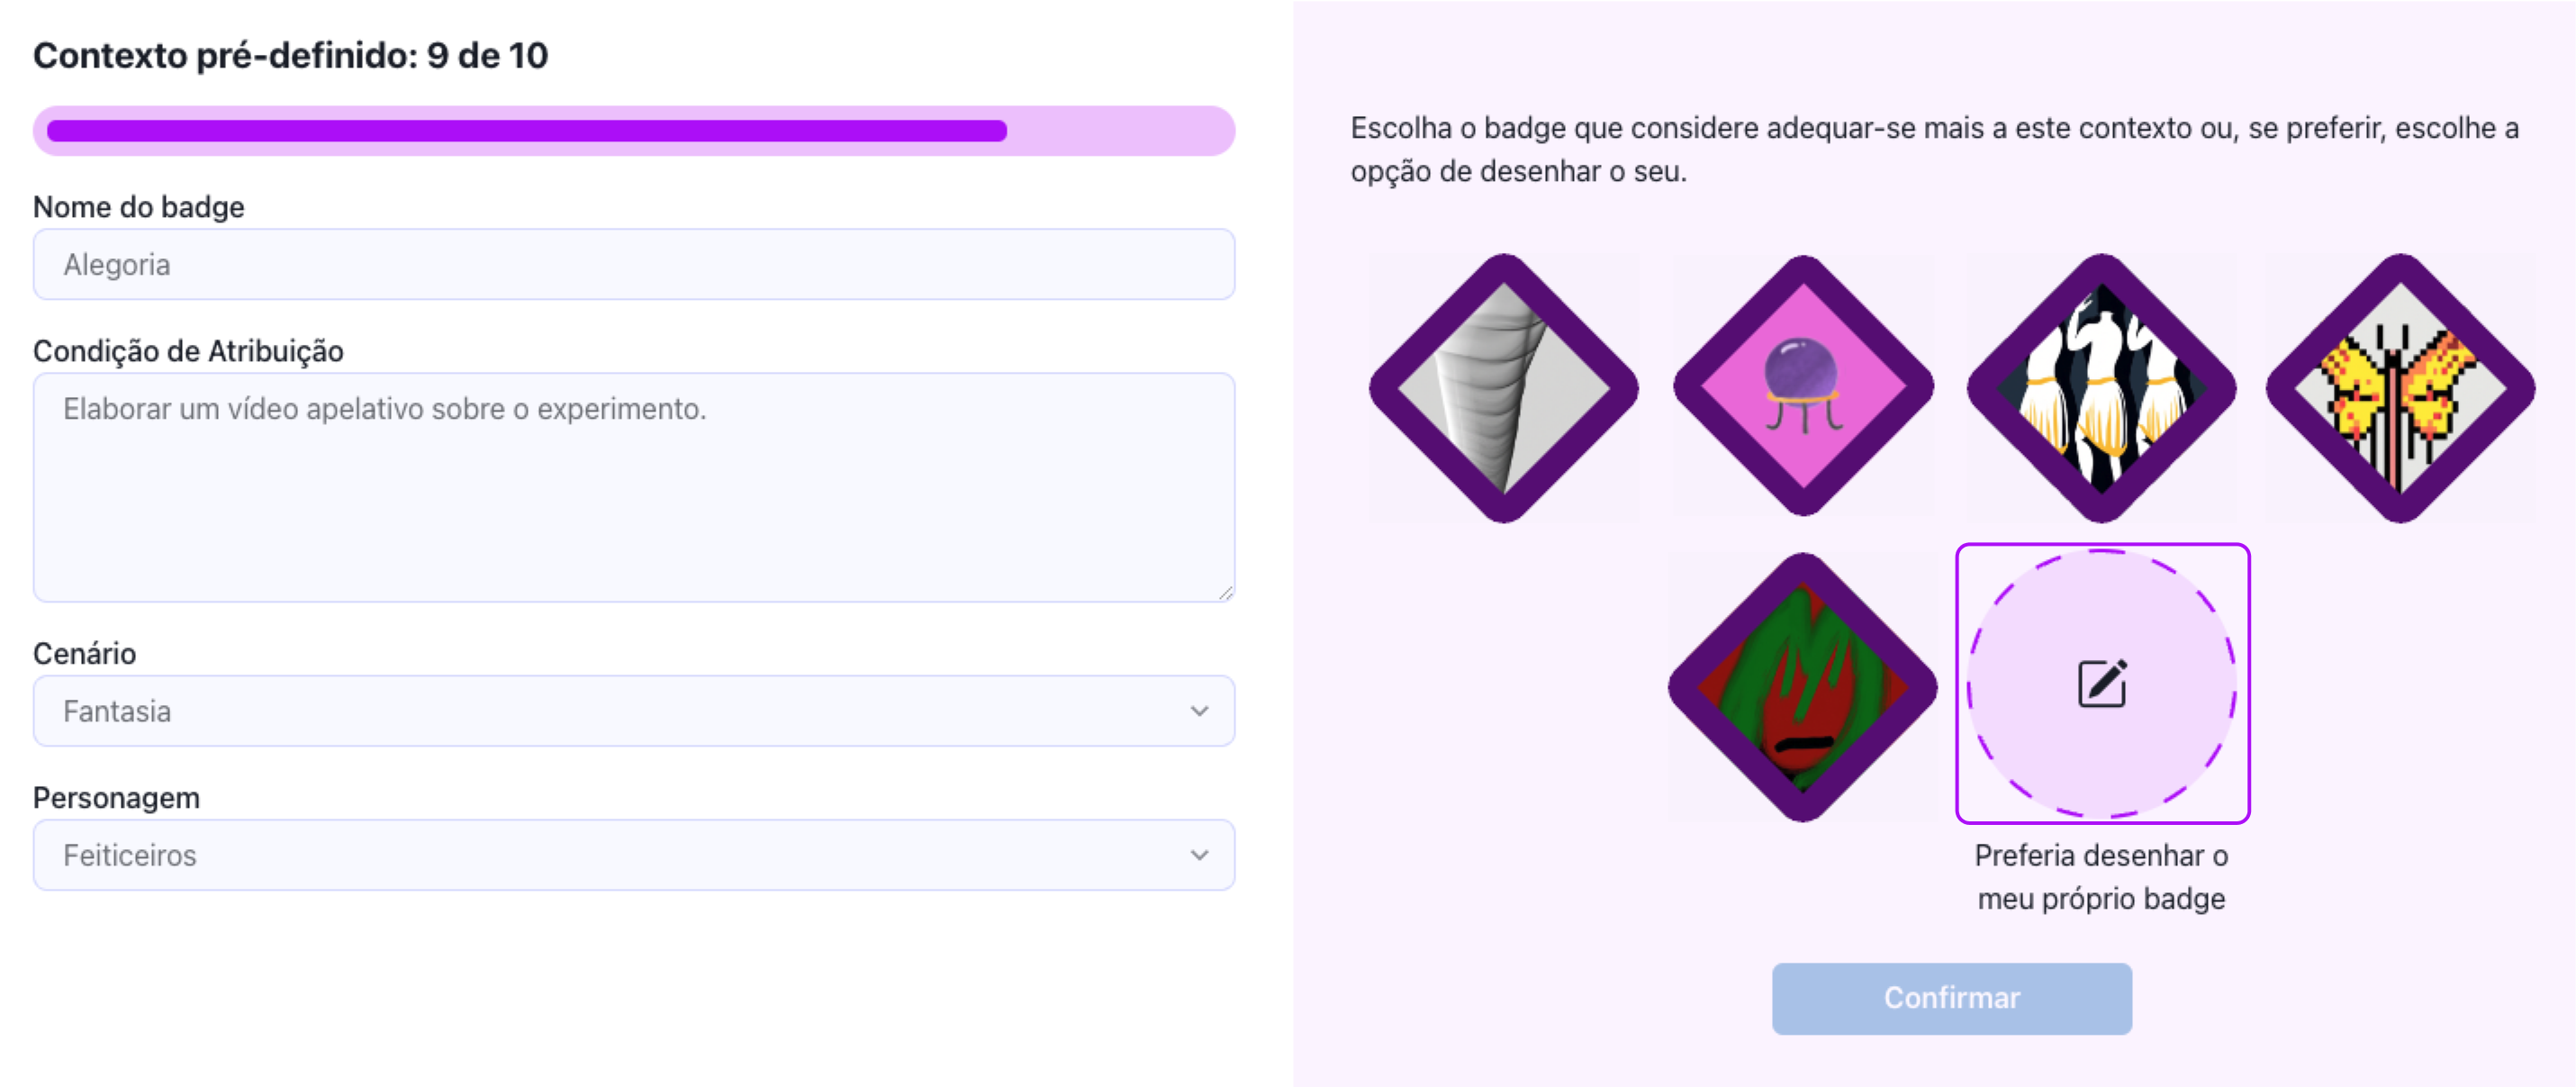 Contexto pré-definido: 9 de 10
Nome do badge
Alegoria
Condição de Atribuição
Elaborar um vídeo apelativo sobre o experimento.
Cenário
Fantasia
Personagem
Feiticeiros
Escolha o badge que considere adequar-se mais a este contexto ou, se preferir, escolhe a
opção de desenhar o seu.
Preferia desenhar o
meu próprio badge
Confirmar